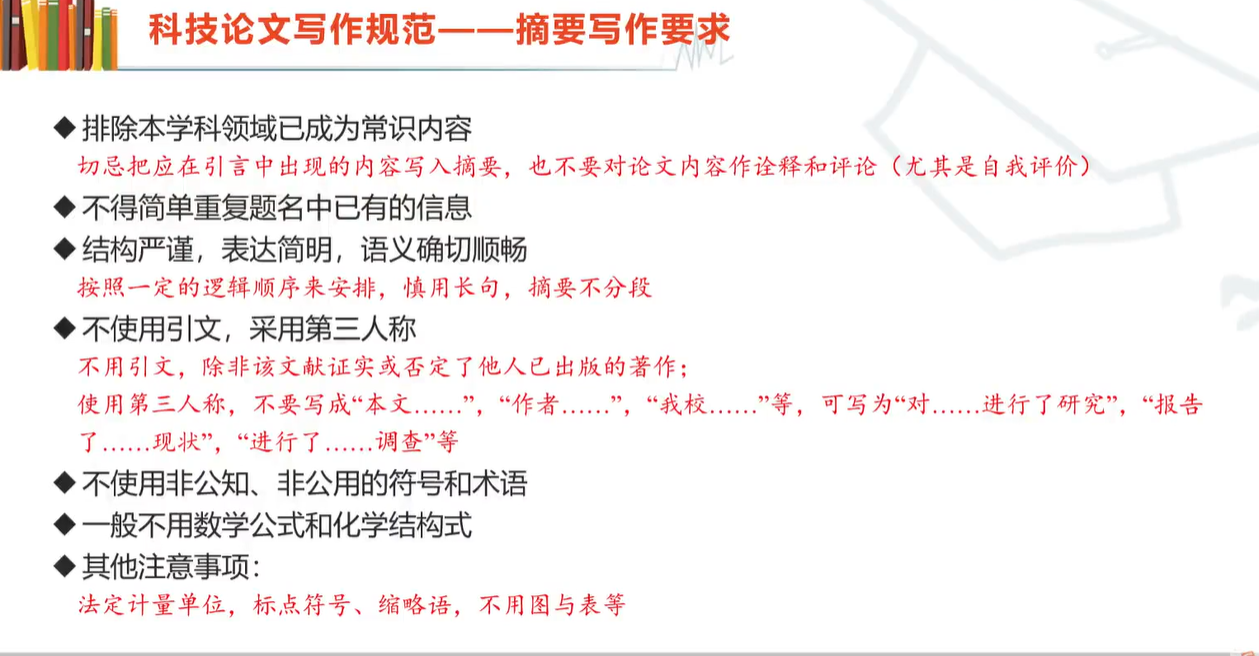 科技论文写作规范——摘要写作要求
◆排除本学科领域已成为常识内容
切忌把应在引言中出现的内容写入摘要，也不要对论文内容作诠释和评论（尤其是自我评价）
◆不得简单重复题名中已有的信息
◆结构严谨，表达简明，语义确切顺畅
按照一定的逻辑顺序来安排，慎用长句，摘要不分段
◆不使用引文，采用第三人称
不用引文，除非该文献证实或否定了他人已出版的著作；
使用第三人称，不要写成“本文……”，“作者……”，“我校……”等，可写为“对……进行了研究”，“报告
了……现状”，“进行了……调查”等
◆不使用非公知、非公用的符号和术语
◆一般不用数学公式和化学结构式
◆其他注意事项：
法定计量单位，标点符号、缩略语，不用图与表等